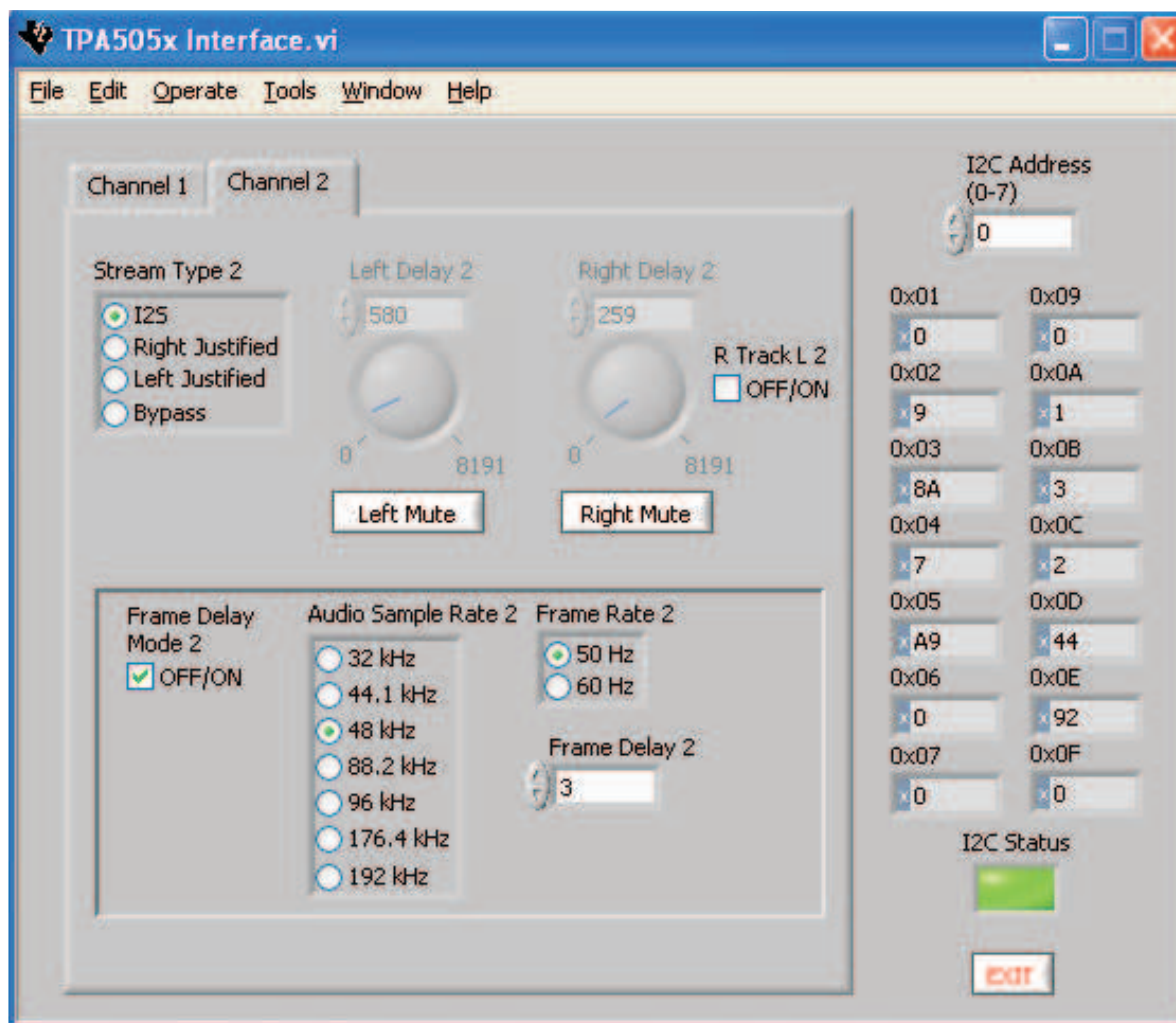 TPA505x Interface.vi
File Edit Operate Tools Window Help
Channel 1
Channel 2
Stream Type 2
I2S
Right Justified
Left Justified
Bypass
Left Delay 2
580
0
8191
Left Mute
Right Delay 2
259
0
8191
Right Mute
R Track L 2
OFF/ON
Frame Delay
Mode 2
OFF/ON
Audio Sample Rate 2
32 kHz
44.1 kHz
48 kHz
88.2 kHz
96 kHz
176.4 kHz
192 kHz
Frame Rate 2
50 Hz
60 Hz
Frame Delay 2
3
I2C Address
(0-7)
0
0x01 0x09
x 0 x 0
0x02 0x0A
x 9 x 1
0x03 0x0B
x 8A x 3
0x04 0x0C
x 7 x 2
0x05 0x0D
x A9 x 44
0x06 0x0E
x 0 x 92
0x07 0x0F
x 0 x 0
I2C Status
EXIT